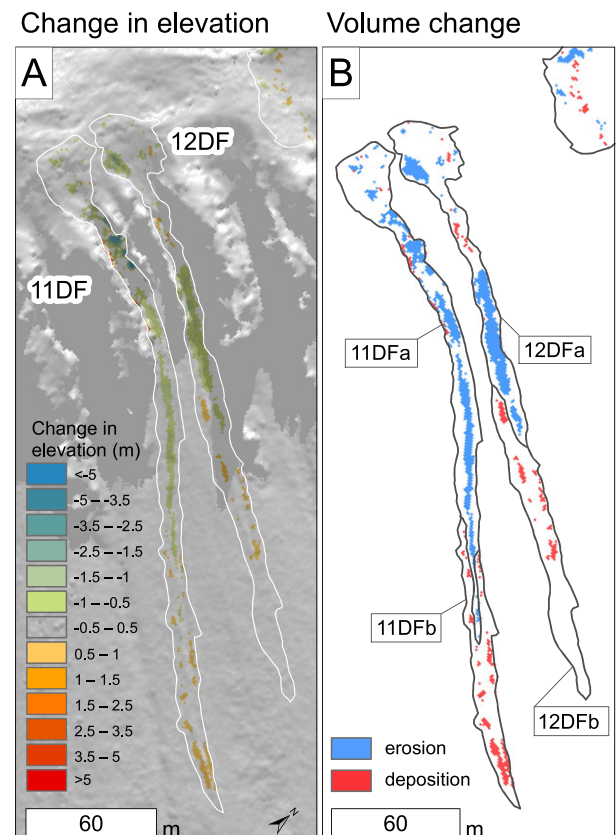 Change in elevation
Volume change
A
B
12DF
11DF
11DFa
12DFa
Change in
elevation (m)
<-5
-5 – -3.5
-3.5 – -2.5
-2.5 – -1.5
-1.5 – -1
-1 – -0.5
-0.5 – 0.5
0.5 – 1
1 – 1.5
1.5 – 2.5
2.5 – 3.5
3.5 – 5
>5
11DFb
12DFb
erosion
deposition
60 m
z
60 m